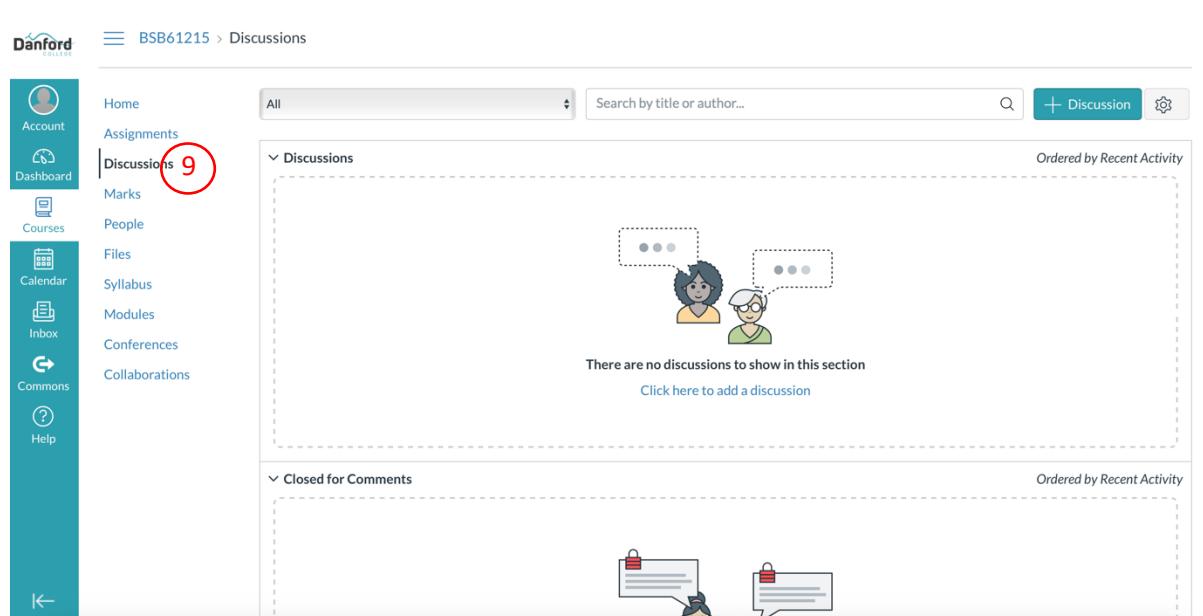 Danford
COLLEGE
BSB61215 > Discussions
Account
Dashboard
Courses
Calendar
Inbox
Commons
Help
Home
Assignments
Discussions
9
Marks
People
Files
Syllabus
Modules
Conferences
Collaborations
All
Search by title or author...
+ Discussion
Discussions
Ordered by Recent Activity
There are no discussions to show in this section
Click here to add a discussion
Closed for Comments
Ordered by Recent Activity